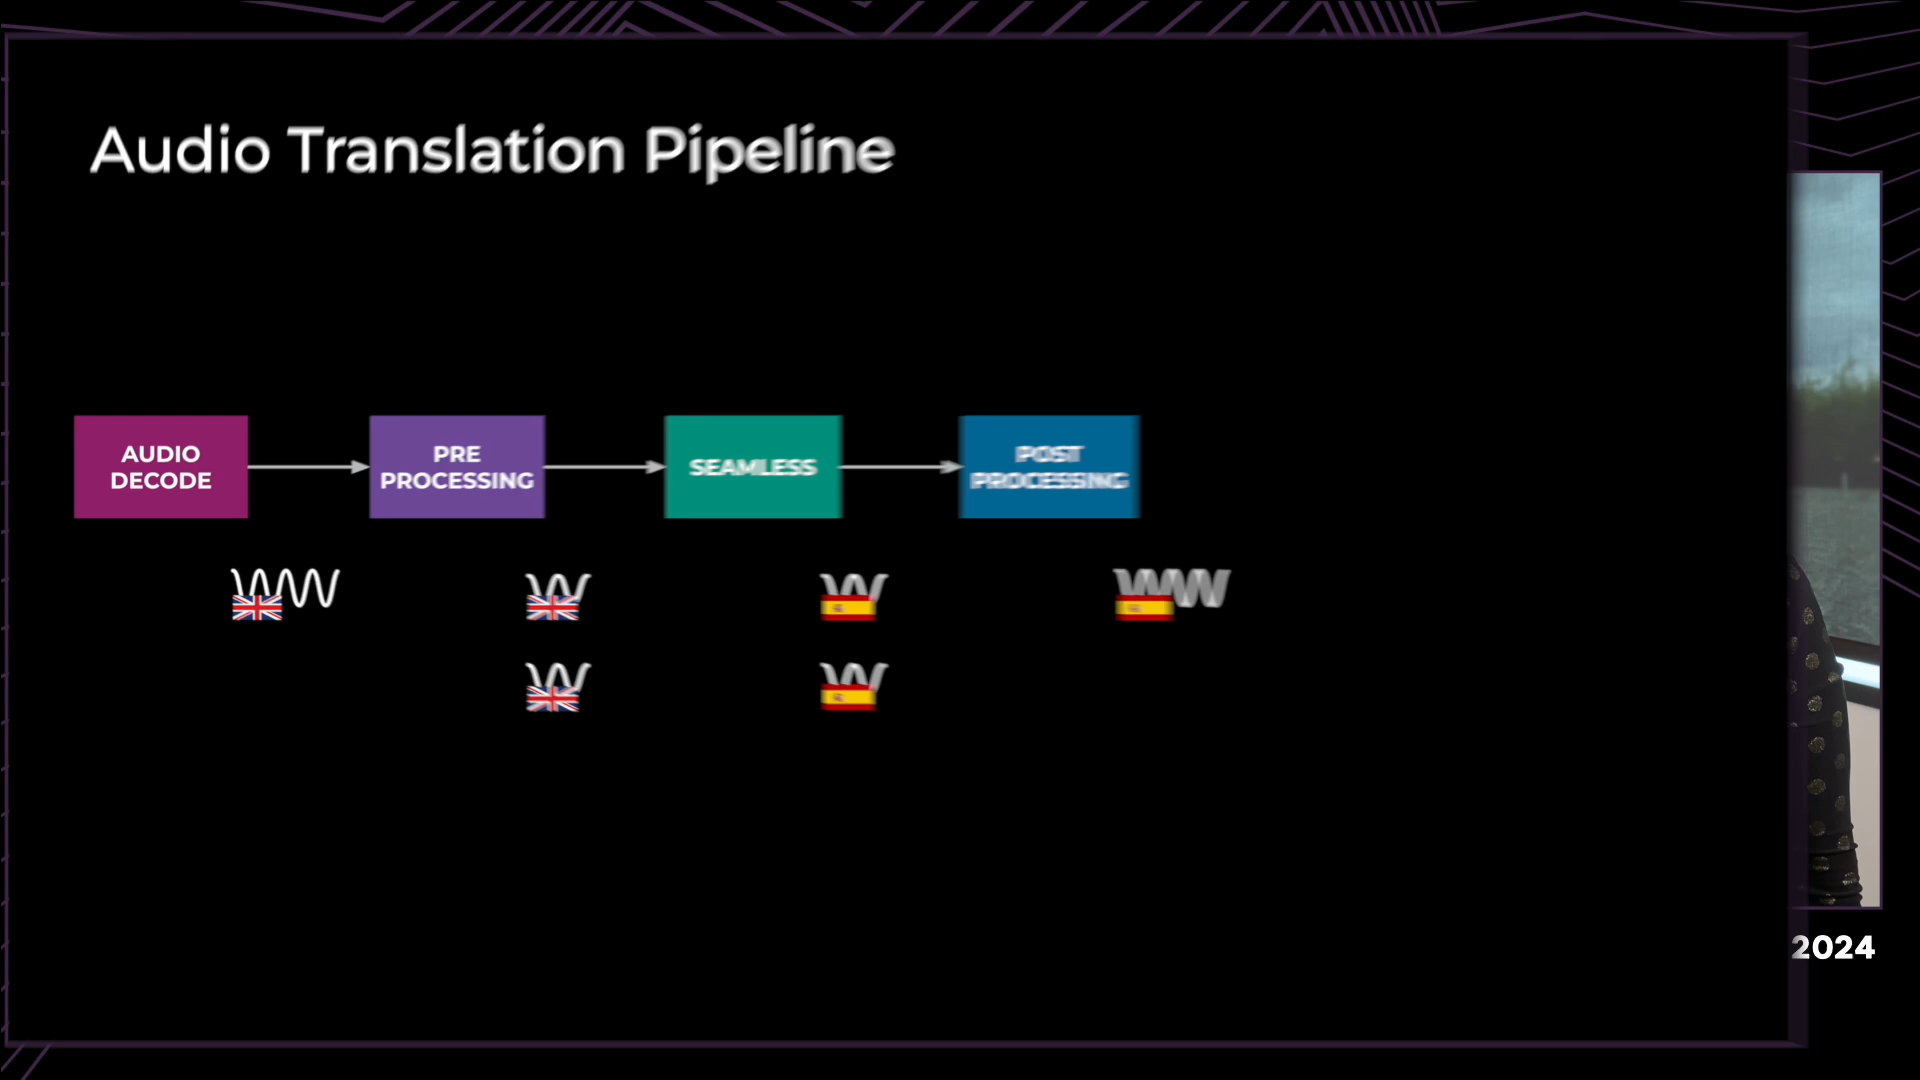 Audio Translation Pipeline
AUDIO
DECODE
PRE
PROCESSING
SEAMLESS
POST
PROCESSING
2024